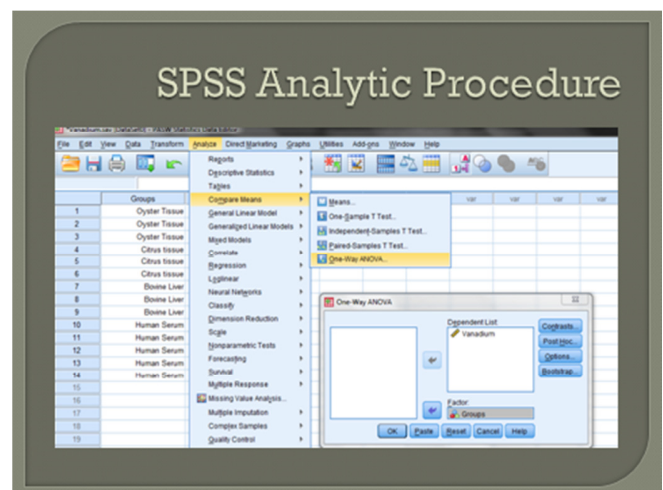 SPSS Analytic Procedure
File Edit View Data Transform Analyze Direct Marketing Graphs Utilities Add-ons Window Help
Reports
Descriptive Statistics
Tables
Compare Means
General Linear Model
Generalized Linear Models
Mixed Models
Correlate
Regression
Loglinear
Neural Networks
Classify
Dimension Reduction
Scale
Nonparametric Tests
Forecasting
Survival
Multiple Response
Missing Value Analysis...
Multiple Imputation
Complex Samples
Quality Control
Means...
One-Sample T Test...
Independent-Samples T Test...
Paired-Samples T Test...
One-Way ANOVA...
Groups
var var var var
1 Oyster Tissue
2 Oyster Tissue
3 Oyster Tissue
4 Citrus tissue
5 Citrus tissue
6 Citrus tissue
7 Bovine Liver
8 Bovine Liver
9 Bovine Liver
10 Human Serum
11 Human Serum
12 Human Serum
13 Human Serum
14 Human Serum
15
16
17
18
19
One-Way ANOVA
Dependent List:
Vanadium
Factor:
Groups
Contrasts...
Post Hoc...
Options...
Bootstrap...
OK Paste Reset Cancel Help